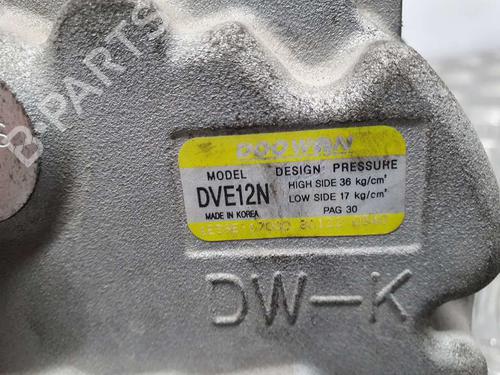 DOOWON
MODEL DESIGN PRESSURE
DVE12N HIGH SIDE 36 kg/cm²
LOW SIDE 17 kg/cm²
MADE IN KOREA PAG 30
DW-K
B-PARTS